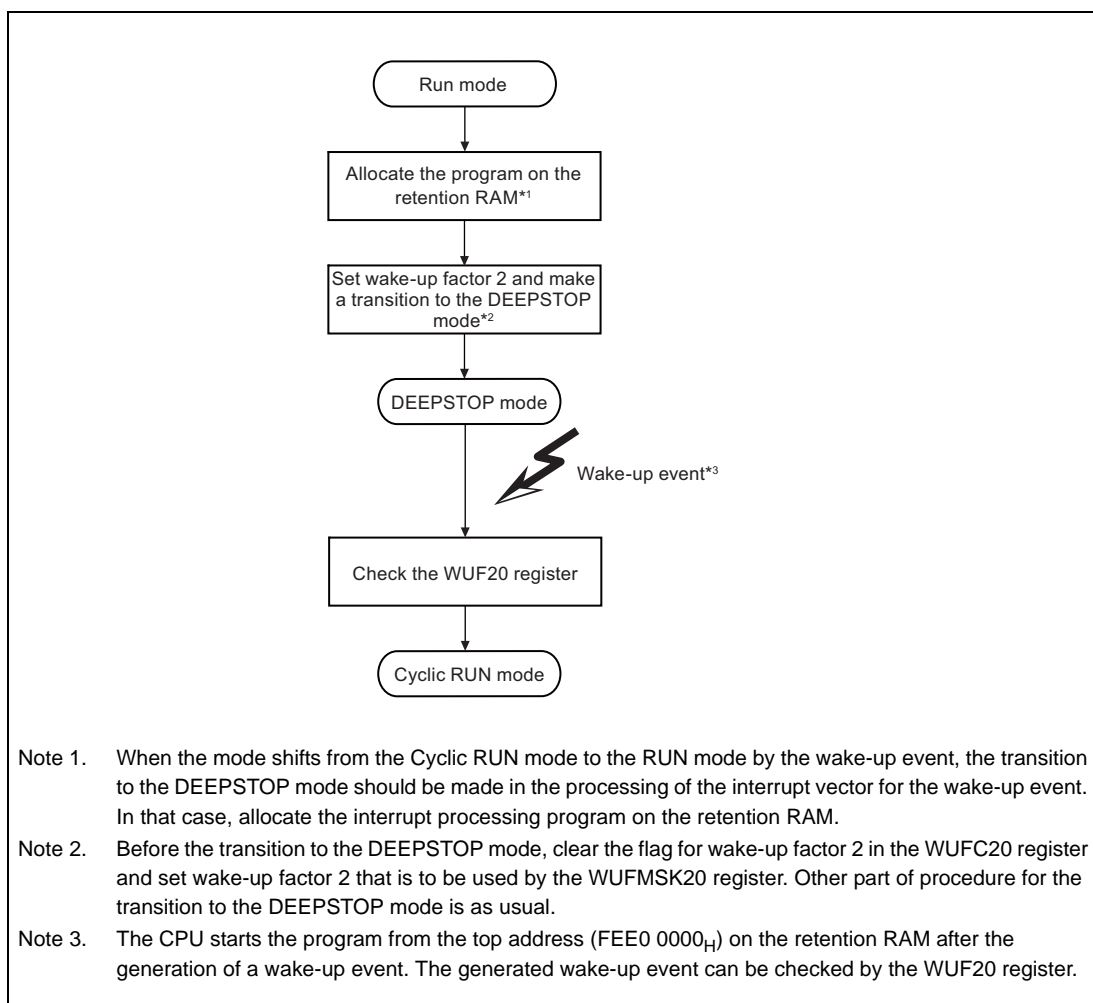 Run mode
Allocate the program on the
retention RAM*1
Set wake-up factor 2 and make
a transition to the DEEPSTOP
mode*2
DEEPSTOP mode
Wake-up event*3
Check the WUF20 register
Cyclic RUN mode
Note 1. When the mode shifts from the Cyclic RUN mode to the RUN mode by the wake-up event, the transition
to the DEEPSTOP mode should be made in the processing of the interrupt vector for the wake-up event.
In that case, allocate the interrupt processing program on the retention RAM.
Note 2. Before the transition to the DEEPSTOP mode, clear the flag for wake-up factor 2 in the WUFC20 register
and set wake-up factor 2 that is to be used by the WUFMSK20 register. Other part of procedure for the
transition to the DEEPSTOP mode is as usual.
Note 3. The CPU starts the program from the top address (FEE0 0000H) on the retention RAM after the
generation of a wake-up event. The generated wake-up event can be checked by the WUF20 register.